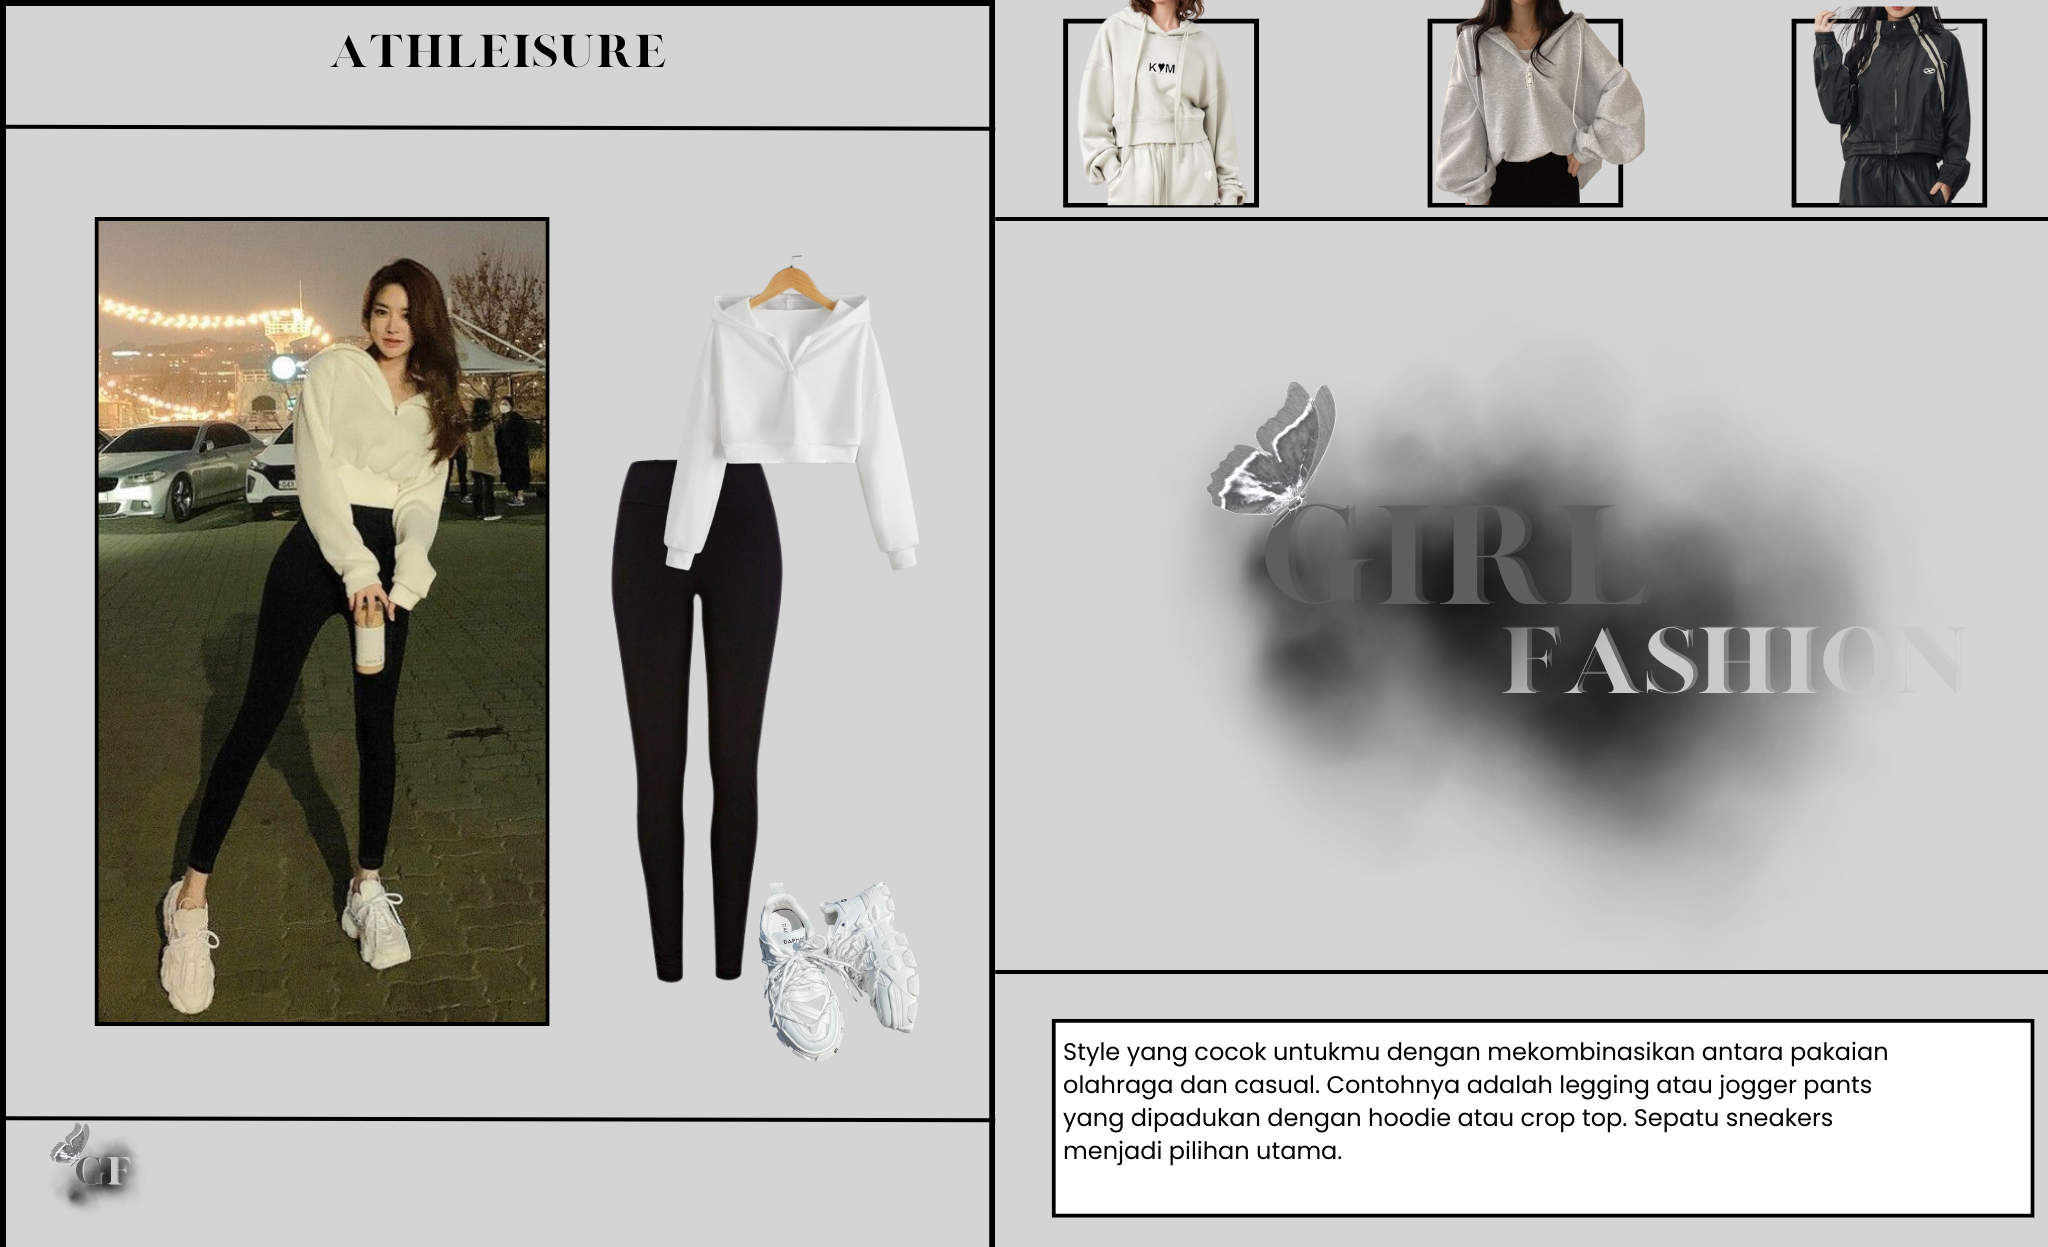 ATHLEISURE
K♥M
GIRL
FASHION
Style yang cocok untukmu dengan mekombinasikan antara pakaian
olahraga dan casual. Contohnya adalah legging atau jogger pants
yang dipadukan dengan hoodie atau crop top. Sepatu sneakers
menjadi pilihan utama.
GF